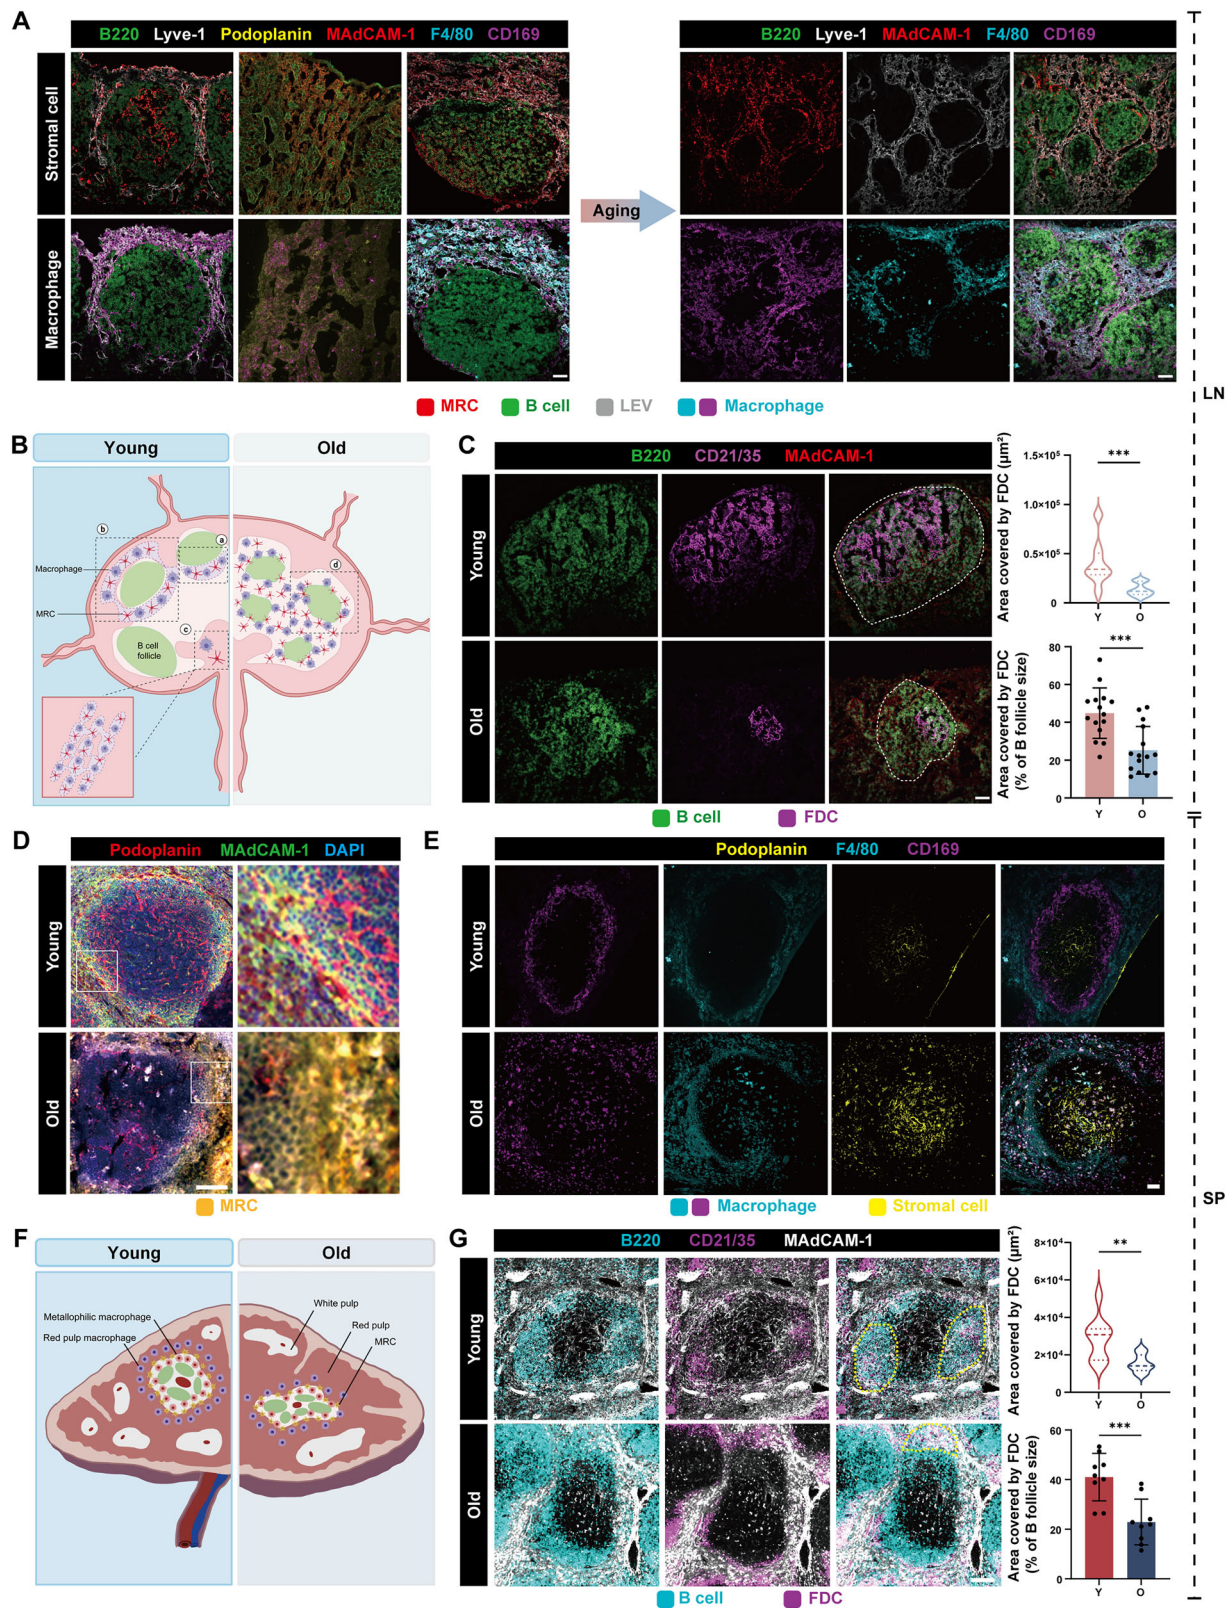 A
B220 Lyve-1 Podoplanin MAdCAM-1 F4/80 CD169
B220 Lyve-1 MAdCAM-1 F4/80 CD169
Stromal cell
Macrophage
Aging
MRC B cell LEV Macrophage
LN
B
Young Old
b
a
d
Macrophage
MRC
c
B cell
follicle
C
B220 CD21/35 MAdCAM-1
Young
Old
B cell FDC
Area covered by FDC (μm²)
1.5×10⁵
1.0×10⁵
0.5×10⁵
0
***
Y O
Area covered by FDC
(% of B follicle size)
80
60
40
20
0
***
Y O
D
Podoplanin MAdCAM-1 DAPI
Young
Old
MRC
E
Podoplanin F4/80 CD169
Young
Old
Macrophage Stromal cell
SP
F
Young Old
Metallophilic macrophage
Red pulp macrophage
White pulp
Red pulp
MRC
G
B220 CD21/35 MAdCAM-1
Young
Old
B cell FDC
Area covered by FDC (μm²)
8×10⁴
6×10⁴
4×10⁴
2×10⁴
0
**
Y O
Area covered by FDC
(% of B follicle size)
60
40
20
0
***
Y O